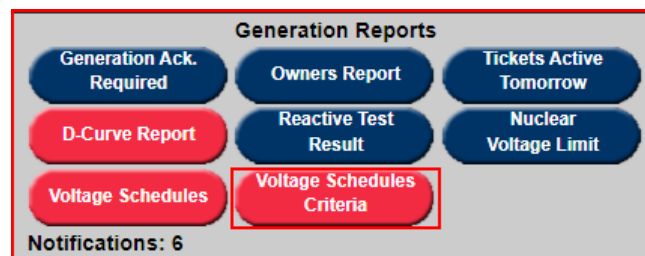 Generation Reports
Generation Ack.
Required
Owners Report
Tickets Active
Tomorrow
D-Curve Report
Reactive Test
Result
Nuclear
Voltage Limit
Voltage Schedules
Voltage Schedules
Criteria
Notifications: 6